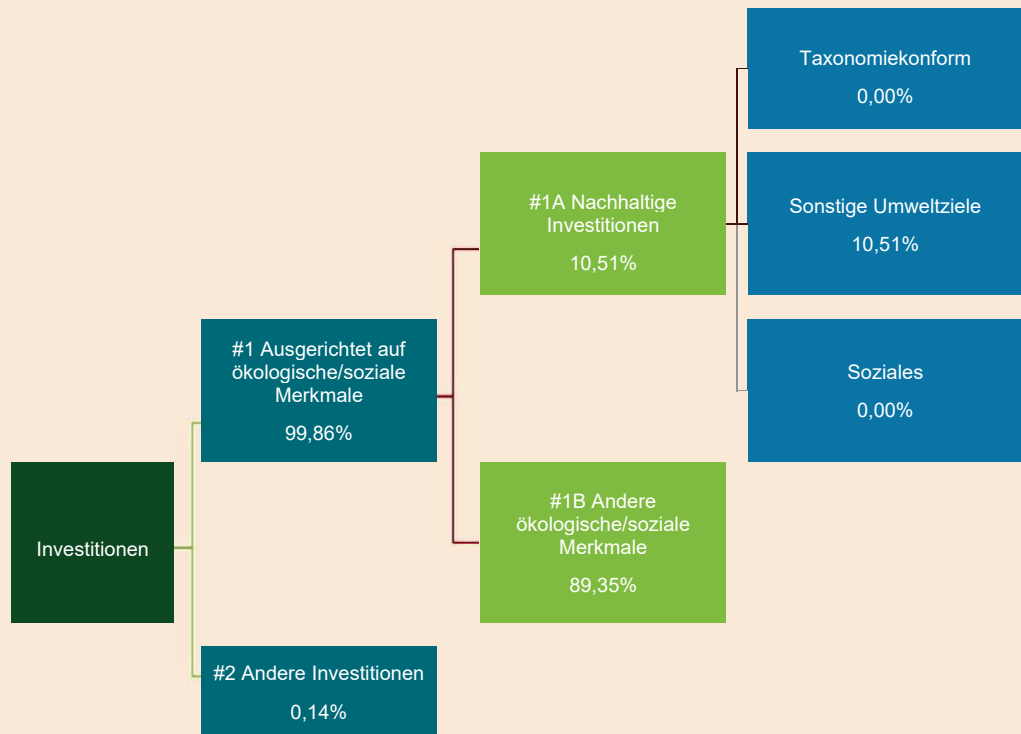 Taxonomiekonform
0,00%
#1A Nachhaltige
Investitionen
10,51%
Sonstige Umweltziele
10,51%
#1 Ausgerichtet auf
ökologische/soziale
Merkmale
99,86%
Soziales
0,00%
Investitionen
#1B Andere
ökologische/soziale
Merkmale
89,35%
#2 Andere Investitionen
0,14%